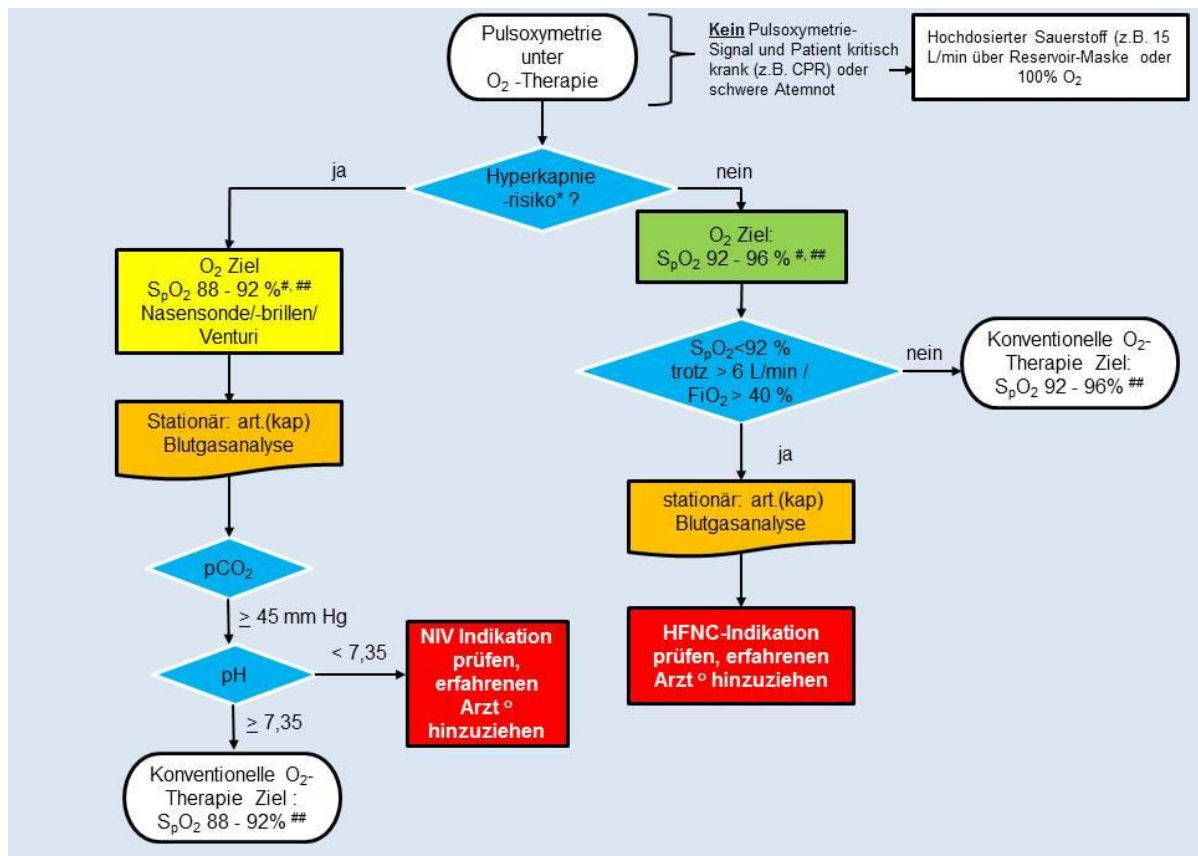 Pulsoxymetrie
unter
O₂ -Therapie
Kein Pulsoxymetrie-
Signal und Patient kritisch
krank (z.B. CPR) oder
schwere Atemnot
Hochdosierter Sauerstoff (z.B. 15
L/min über Reservoir-Maske oder
100% O₂
Hyperkapnie
-risiko* ?
ja
nein
O₂ Ziel
SₚO₂ 88 - 92 %#, ##
Nasensonde/-brillen/
Venturi
O₂ Ziel:
SₚO₂ 92 - 96 % #, ##
SₚO₂<92 %
trotz > 6 L/min /
FiO₂ > 40 %
nein
Konventionelle O₂-
Therapie Ziel:
SₚO₂ 92 - 96% ##
Stationär: art.(kap)
Blutgasanalyse
ja
stationär: art.(kap)
Blutgasanalyse
pCO₂
≥ 45 mm Hg
pH
< 7,35
NIV Indikation
prüfen,
erfahrenen
Arzt o
hinzuziehen
HFNC-Indikation
prüfen, erfahrenen
Arzt o hinzuziehen
≥ 7,35
Konventionelle O₂-
Therapie Ziel :
SₚO₂ 88 - 92% ##